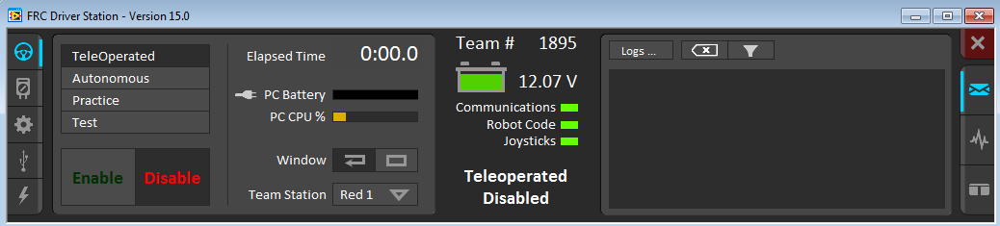 FRC Driver Station - Version 15.0
TeleOperated
Autonomous
Practice
Test
Enable
Disable
Elapsed Time 0:00.0
PC Battery
PC CPU %
Window
Team Station Red 1
Team # 1895
12.07 V
Communications
Robot Code
Joysticks
Teleoperated
Disabled
Logs ...